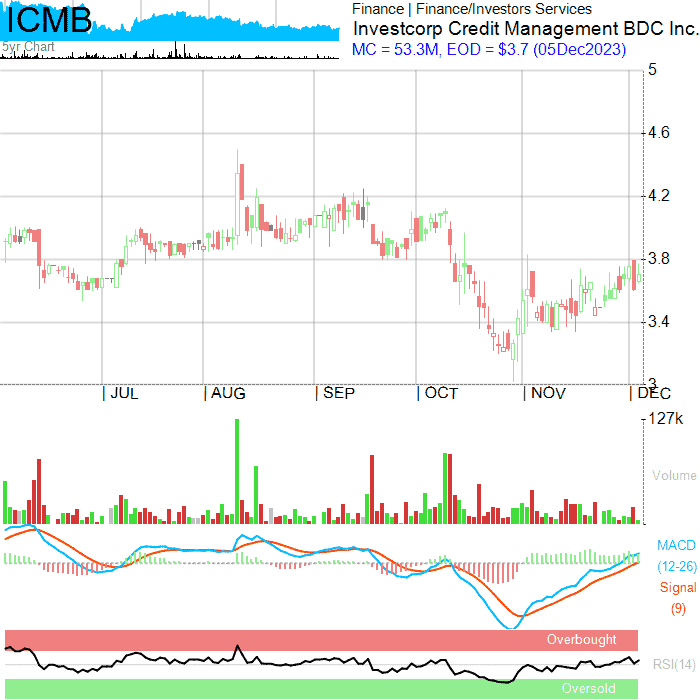 ICMB
5yr Chart
Finance | Finance/Investors Services
Investcorp Credit Management BDC Inc.
MC = 53.3M, EOD = $3.7 (05Dec2023)
5
4.6
4.2
3.8
3.4
3
| JUL | AUG | SEP | OCT | NOV | DEC
127k
Volume
MACD
(12-26)
Signal
(9)
Overbought
RSI(14)
Oversold